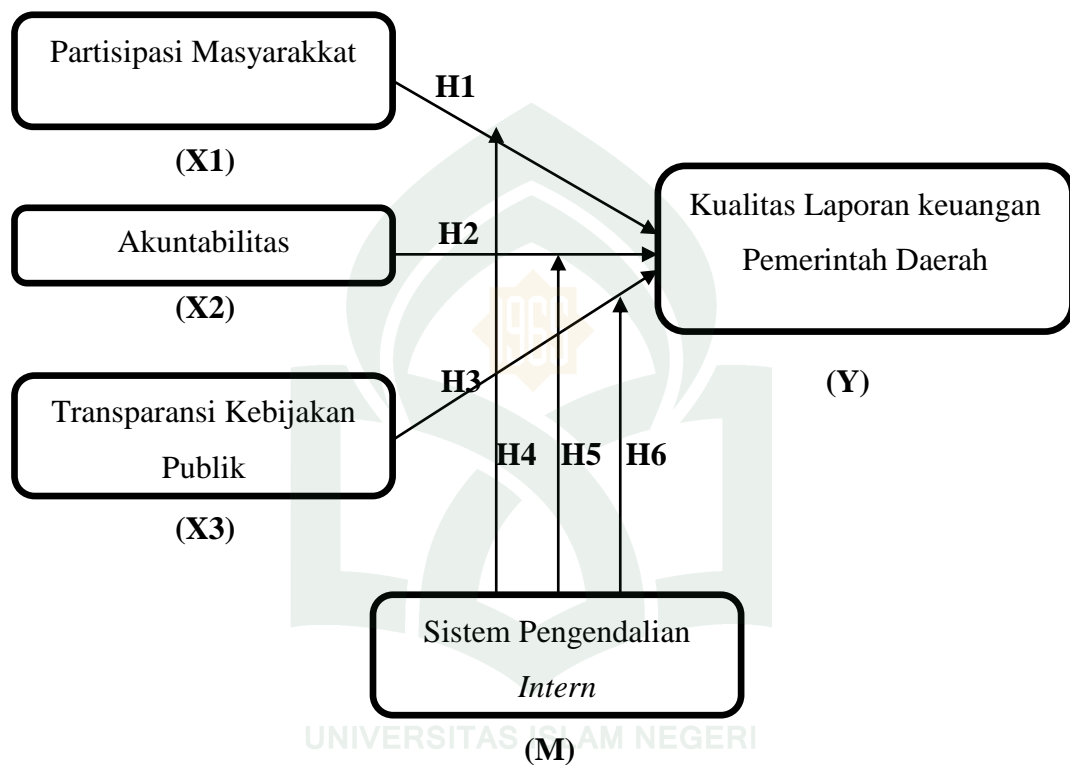 Partisipasi Masyarakkat
H1
(X1)
Kualitas Laporan keuangan
Pemerintah Daerah
Akuntabilitas
H2
(X2)
(Y)
Transparansi Kebijakan
Publik
H3
(X3)
H4
H5
H6
Sistem Pengendalian
Intern
(M)
1965
UNIVERSITAS ISLAM NEGERI